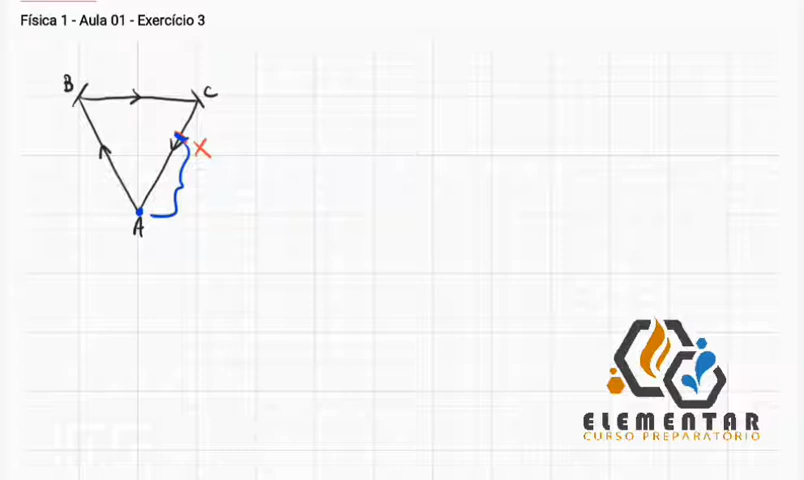 Física 1 - Aula 01 - Exercício 3
B
C
X
A
ELEMENTAR
CURSO PREPARATÓRIO